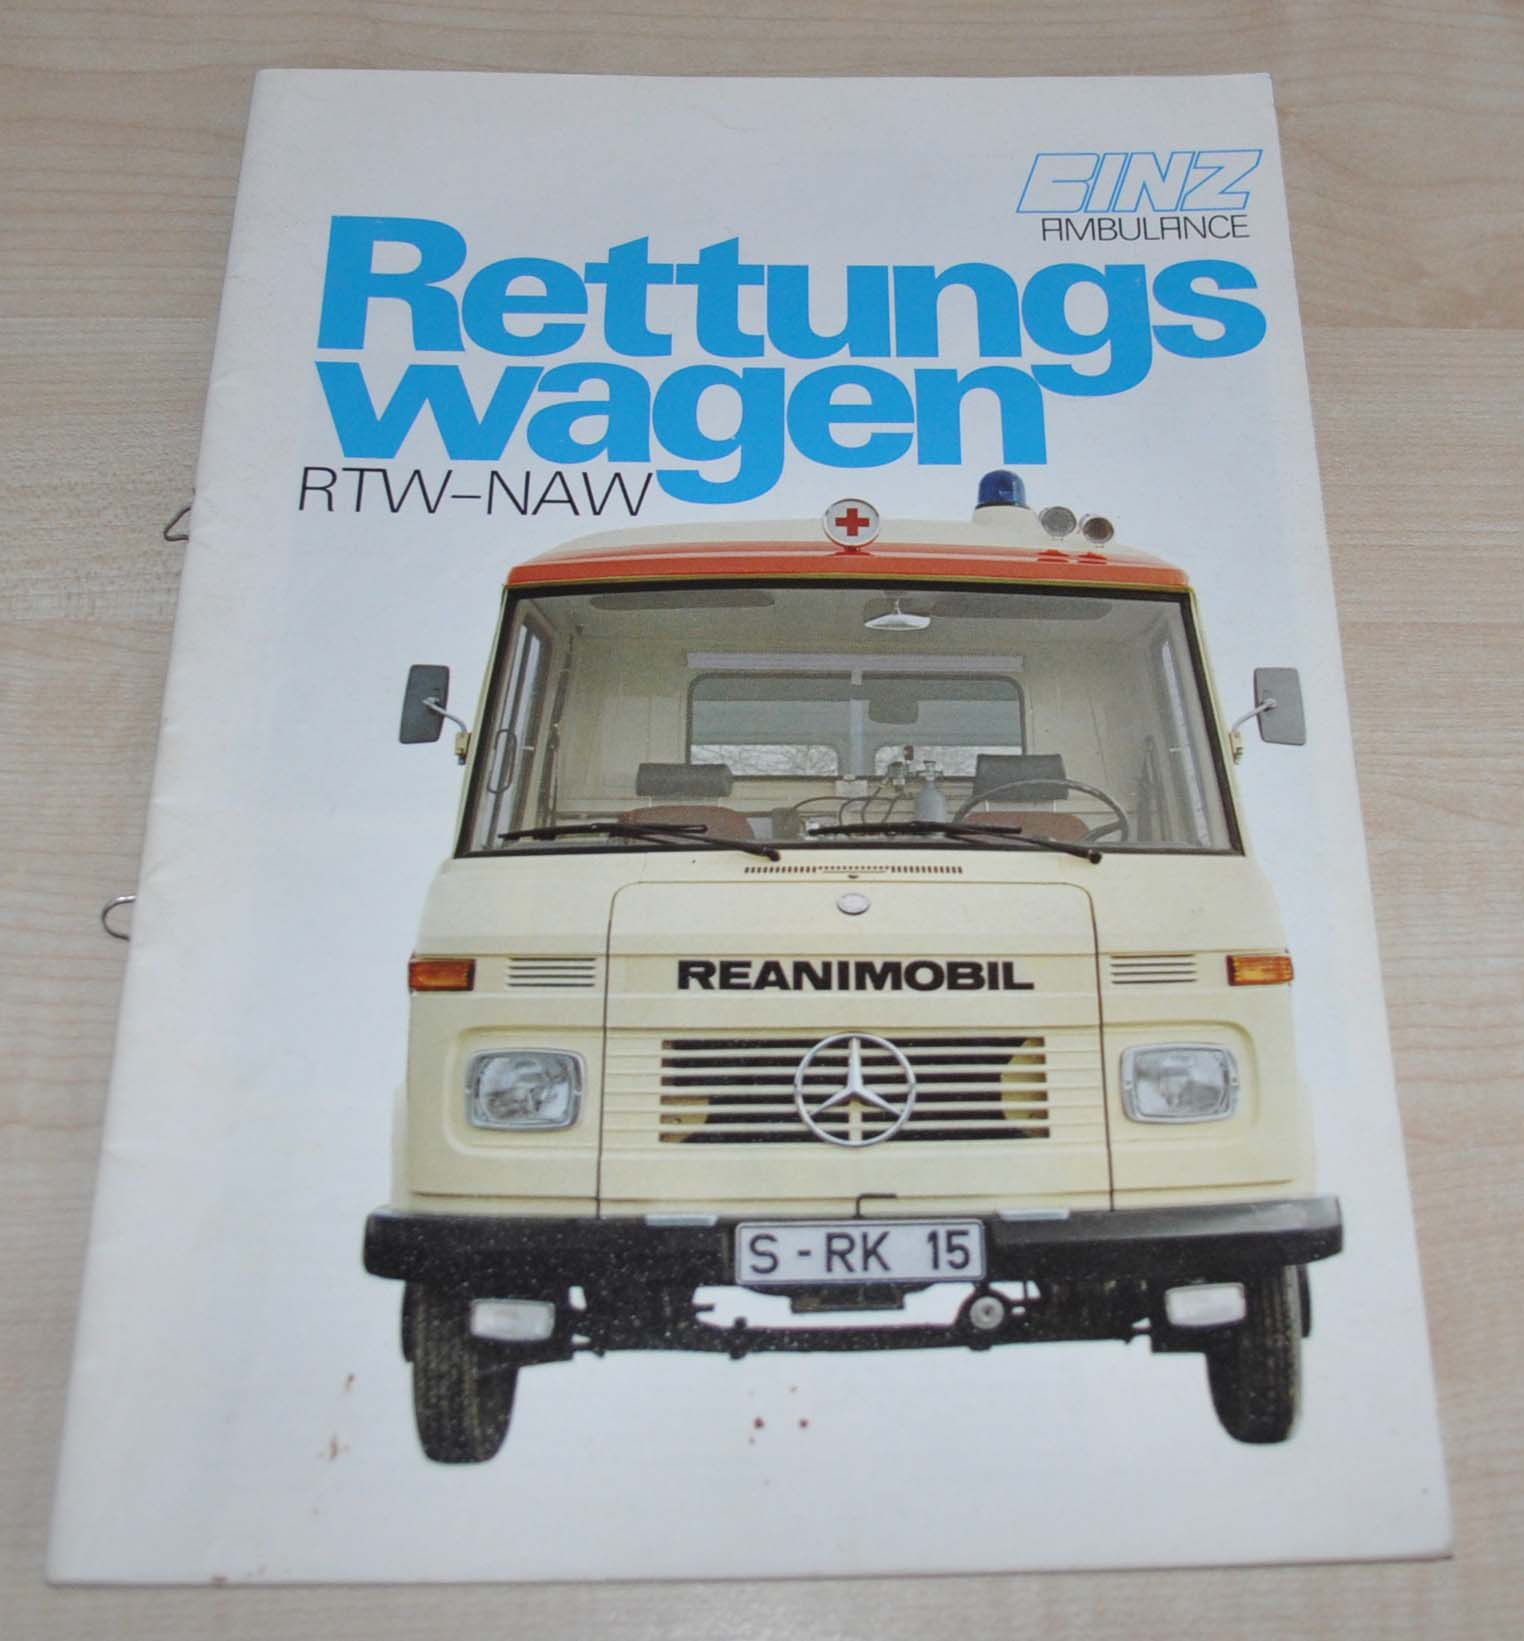 BINZ
AMBULANCE
Rettungs
wagen
RTW-NAW
REANIMOBIL
S-RK 15